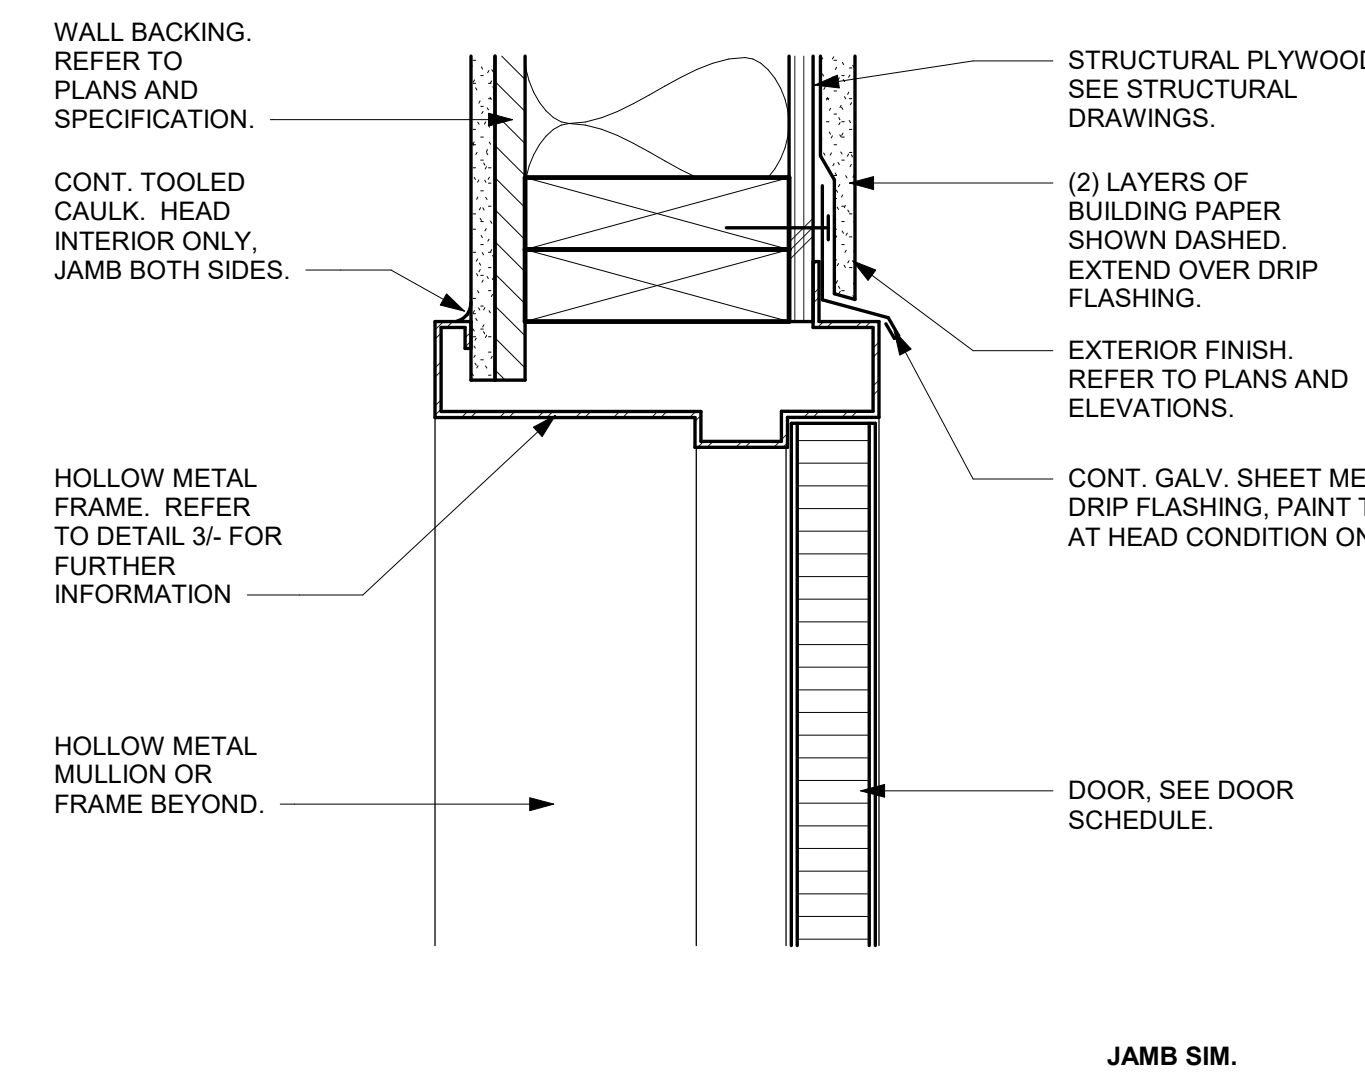 WALL BACKING.
REFER TO
PLANS AND
SPECIFICATION.
CONT. TOOLED
CAULK. HEAD
INTERIOR ONLY,
JAMB BOTH SIDES.
HOLLOW METAL
FRAME. REFER
TO DETAIL 3/- FOR
FURTHER
INFORMATION
HOLLOW METAL
MULLION OR
FRAME BEYOND.
STRUCTURAL PLYWOOD
SEE STRUCTURAL
DRAWINGS.
(2) LAYERS OF
BUILDING PAPER
SHOWN DASHED.
EXTEND OVER DRIP
FLASHING.
EXTERIOR FINISH.
REFER TO PLANS AND
ELEVATIONS.
CONT. GALV. SHEET ME
DRIP FLASHING, PAINT T
AT HEAD CONDITION ON
DOOR, SEE DOOR
SCHEDULE.
JAMB SIM.